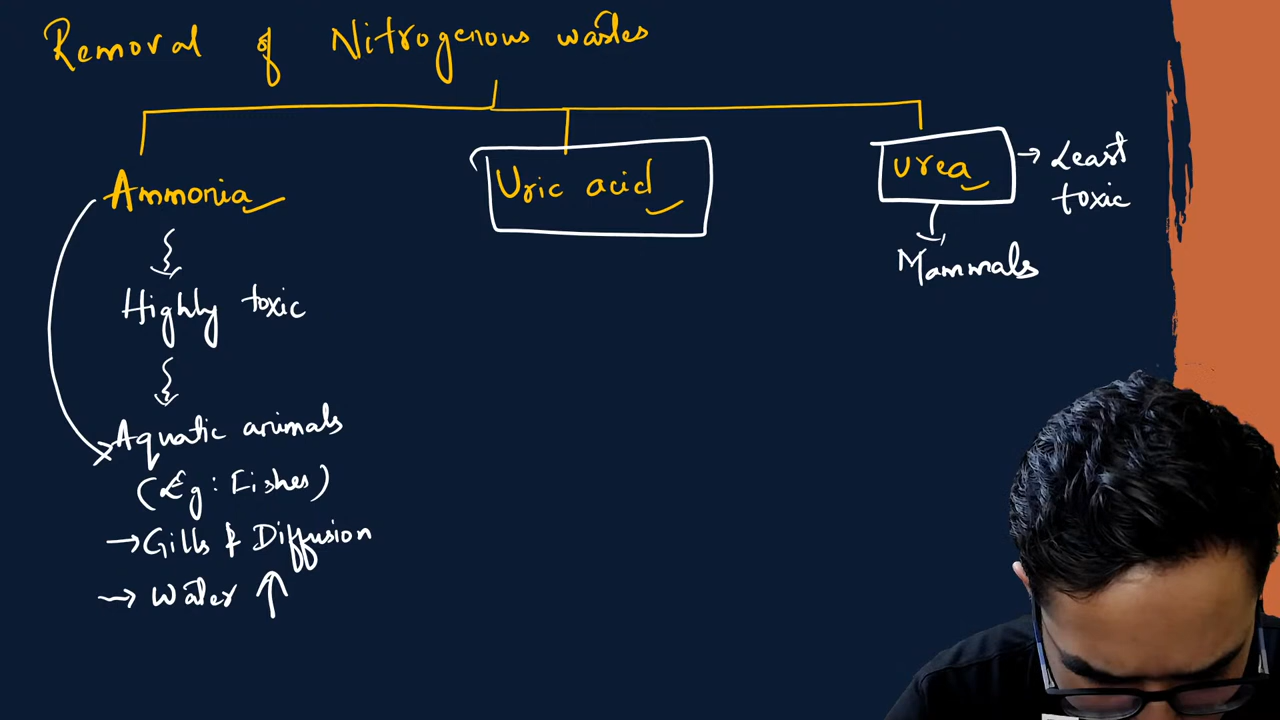 Removal of Nitrogenous wastes
Ammonia
Uric acid
urea
→ Least
toxic
Mammals
Highly toxic
Aquatic animals
(Eg: Fishes)
→ Gills & Diffusion
→ Water ↑